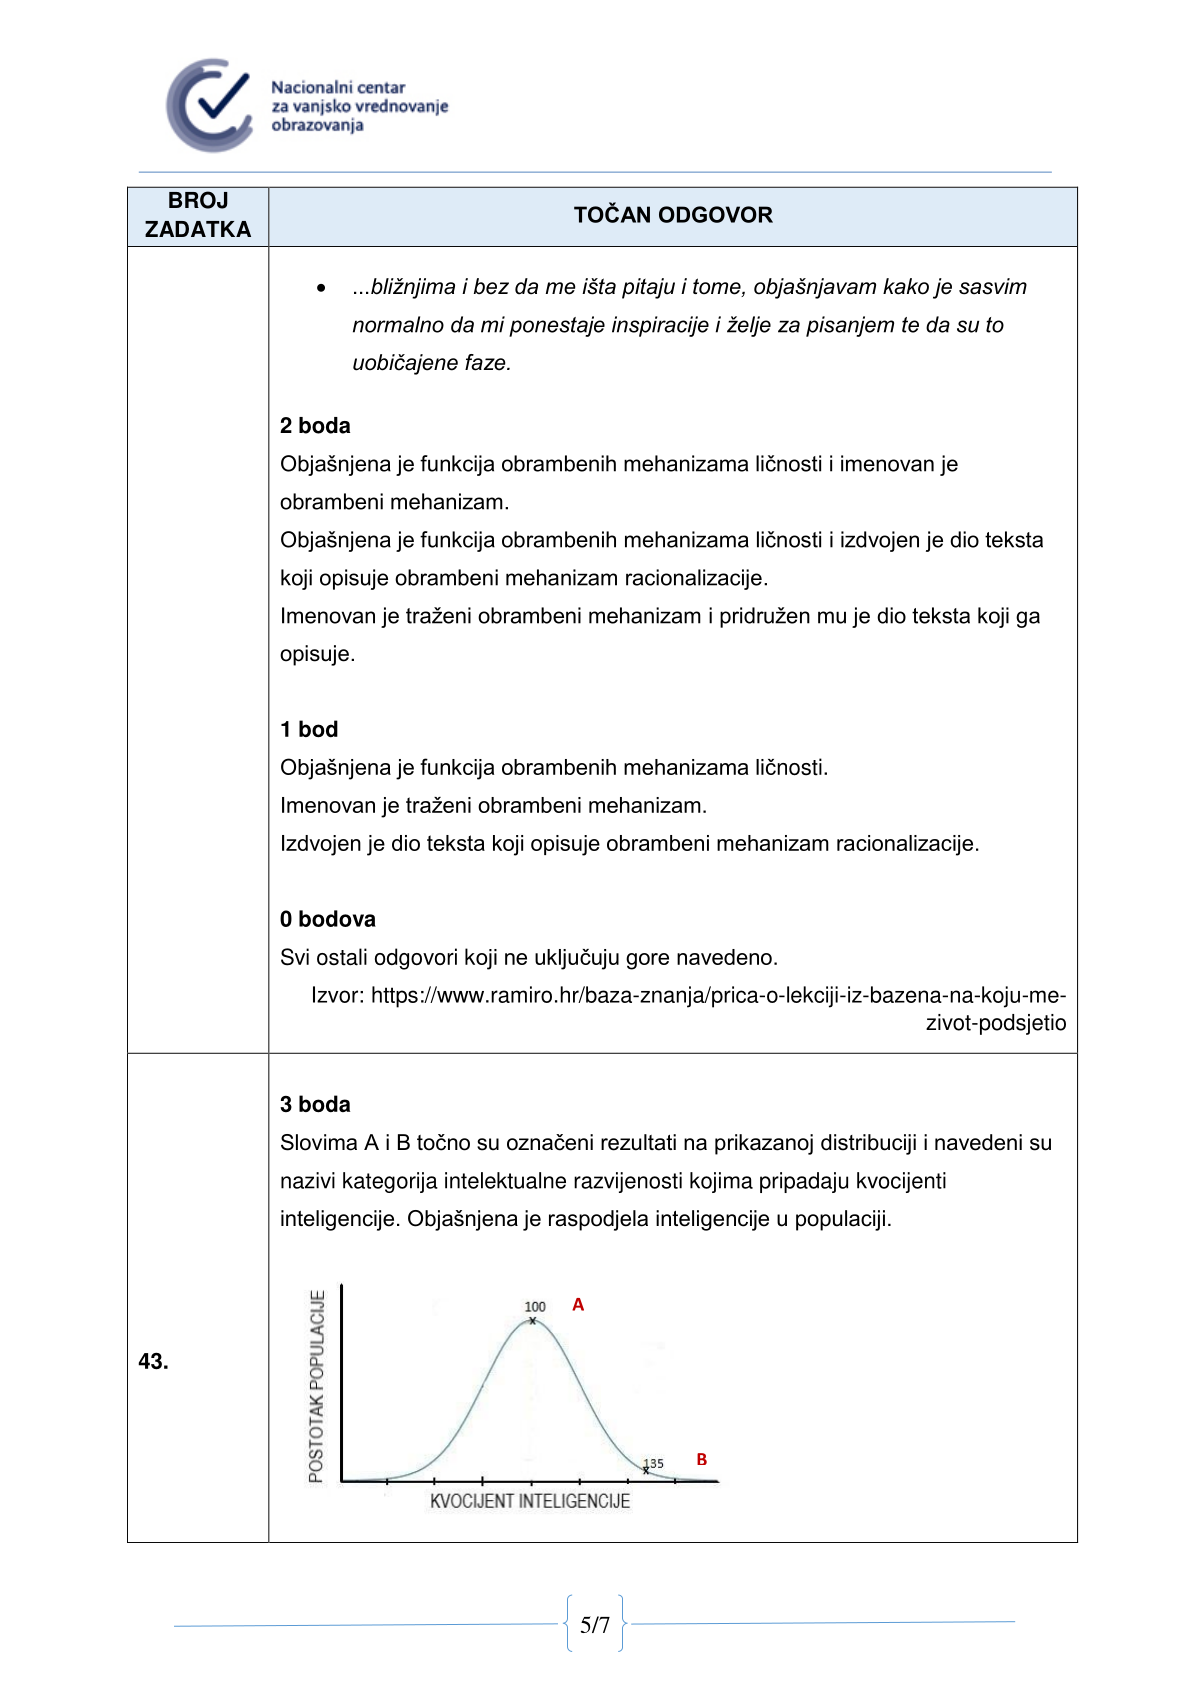 Nacionalni centar
za vanjsko vrednovanje
obrazovanja
BROJ
ZADATKA
TOČAN ODGOVOR
• ...bližnjima i bez da me išta pitaju i tome, objašnjavam kako je sasvim
normalno da mi ponestaje inspiracije i želje za pisanjem te da su to
uobičajene faze.
2 boda
Objašnjena je funkcija obrambenih mehanizama ličnosti i imenovan je
obrambeni mehanizam.
Objašnjena je funkcija obrambenih mehanizama ličnosti i izdvojen je dio teksta
koji opisuje obrambeni mehanizam racionalizacije.
Imenovan je traženi obrambeni mehanizam i pridružen mu je dio teksta koji ga
opisuje.
1 bod
Objašnjena je funkcija obrambenih mehanizama ličnosti.
Imenovan je traženi obrambeni mehanizam.
Izdvojen je dio teksta koji opisuje obrambeni mehanizam racionalizacije.
0 bodova
Svi ostali odgovori koji ne uključuju gore navedeno.
Izvor: https://www.ramiro.hr/baza-znanja/prica-o-lekciji-iz-bazena-na-koju-me-
zivot-podsjetio
43.
3 boda
Slovima A i B točno su označeni rezultati na prikazanoj distribuciji i navedeni su
nazivi kategorija intelektualne razvijenosti kojima pripadaju kvocijenti
inteligencije. Objašnjena je raspodjela inteligencije u populaciji.
POSTOTAK POPULACIJE
100 A
x
135 B
x
KVOCIJENT INTELIGENCIJE
5/7